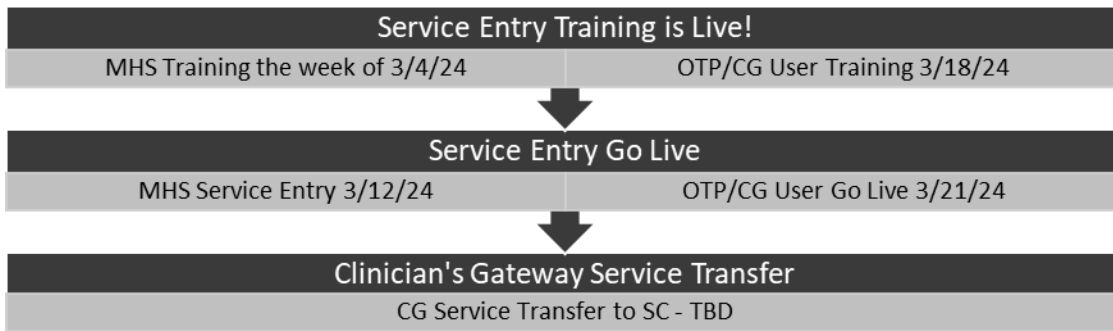 Service Entry Training is Live!
MHS Training the week of 3/4/24
OTP/CG User Training 3/18/24
Service Entry Go Live
MHS Service Entry 3/12/24
OTP/CG User Go Live 3/21/24
Clinician's Gateway Service Transfer
CG Service Transfer to SC - TBD